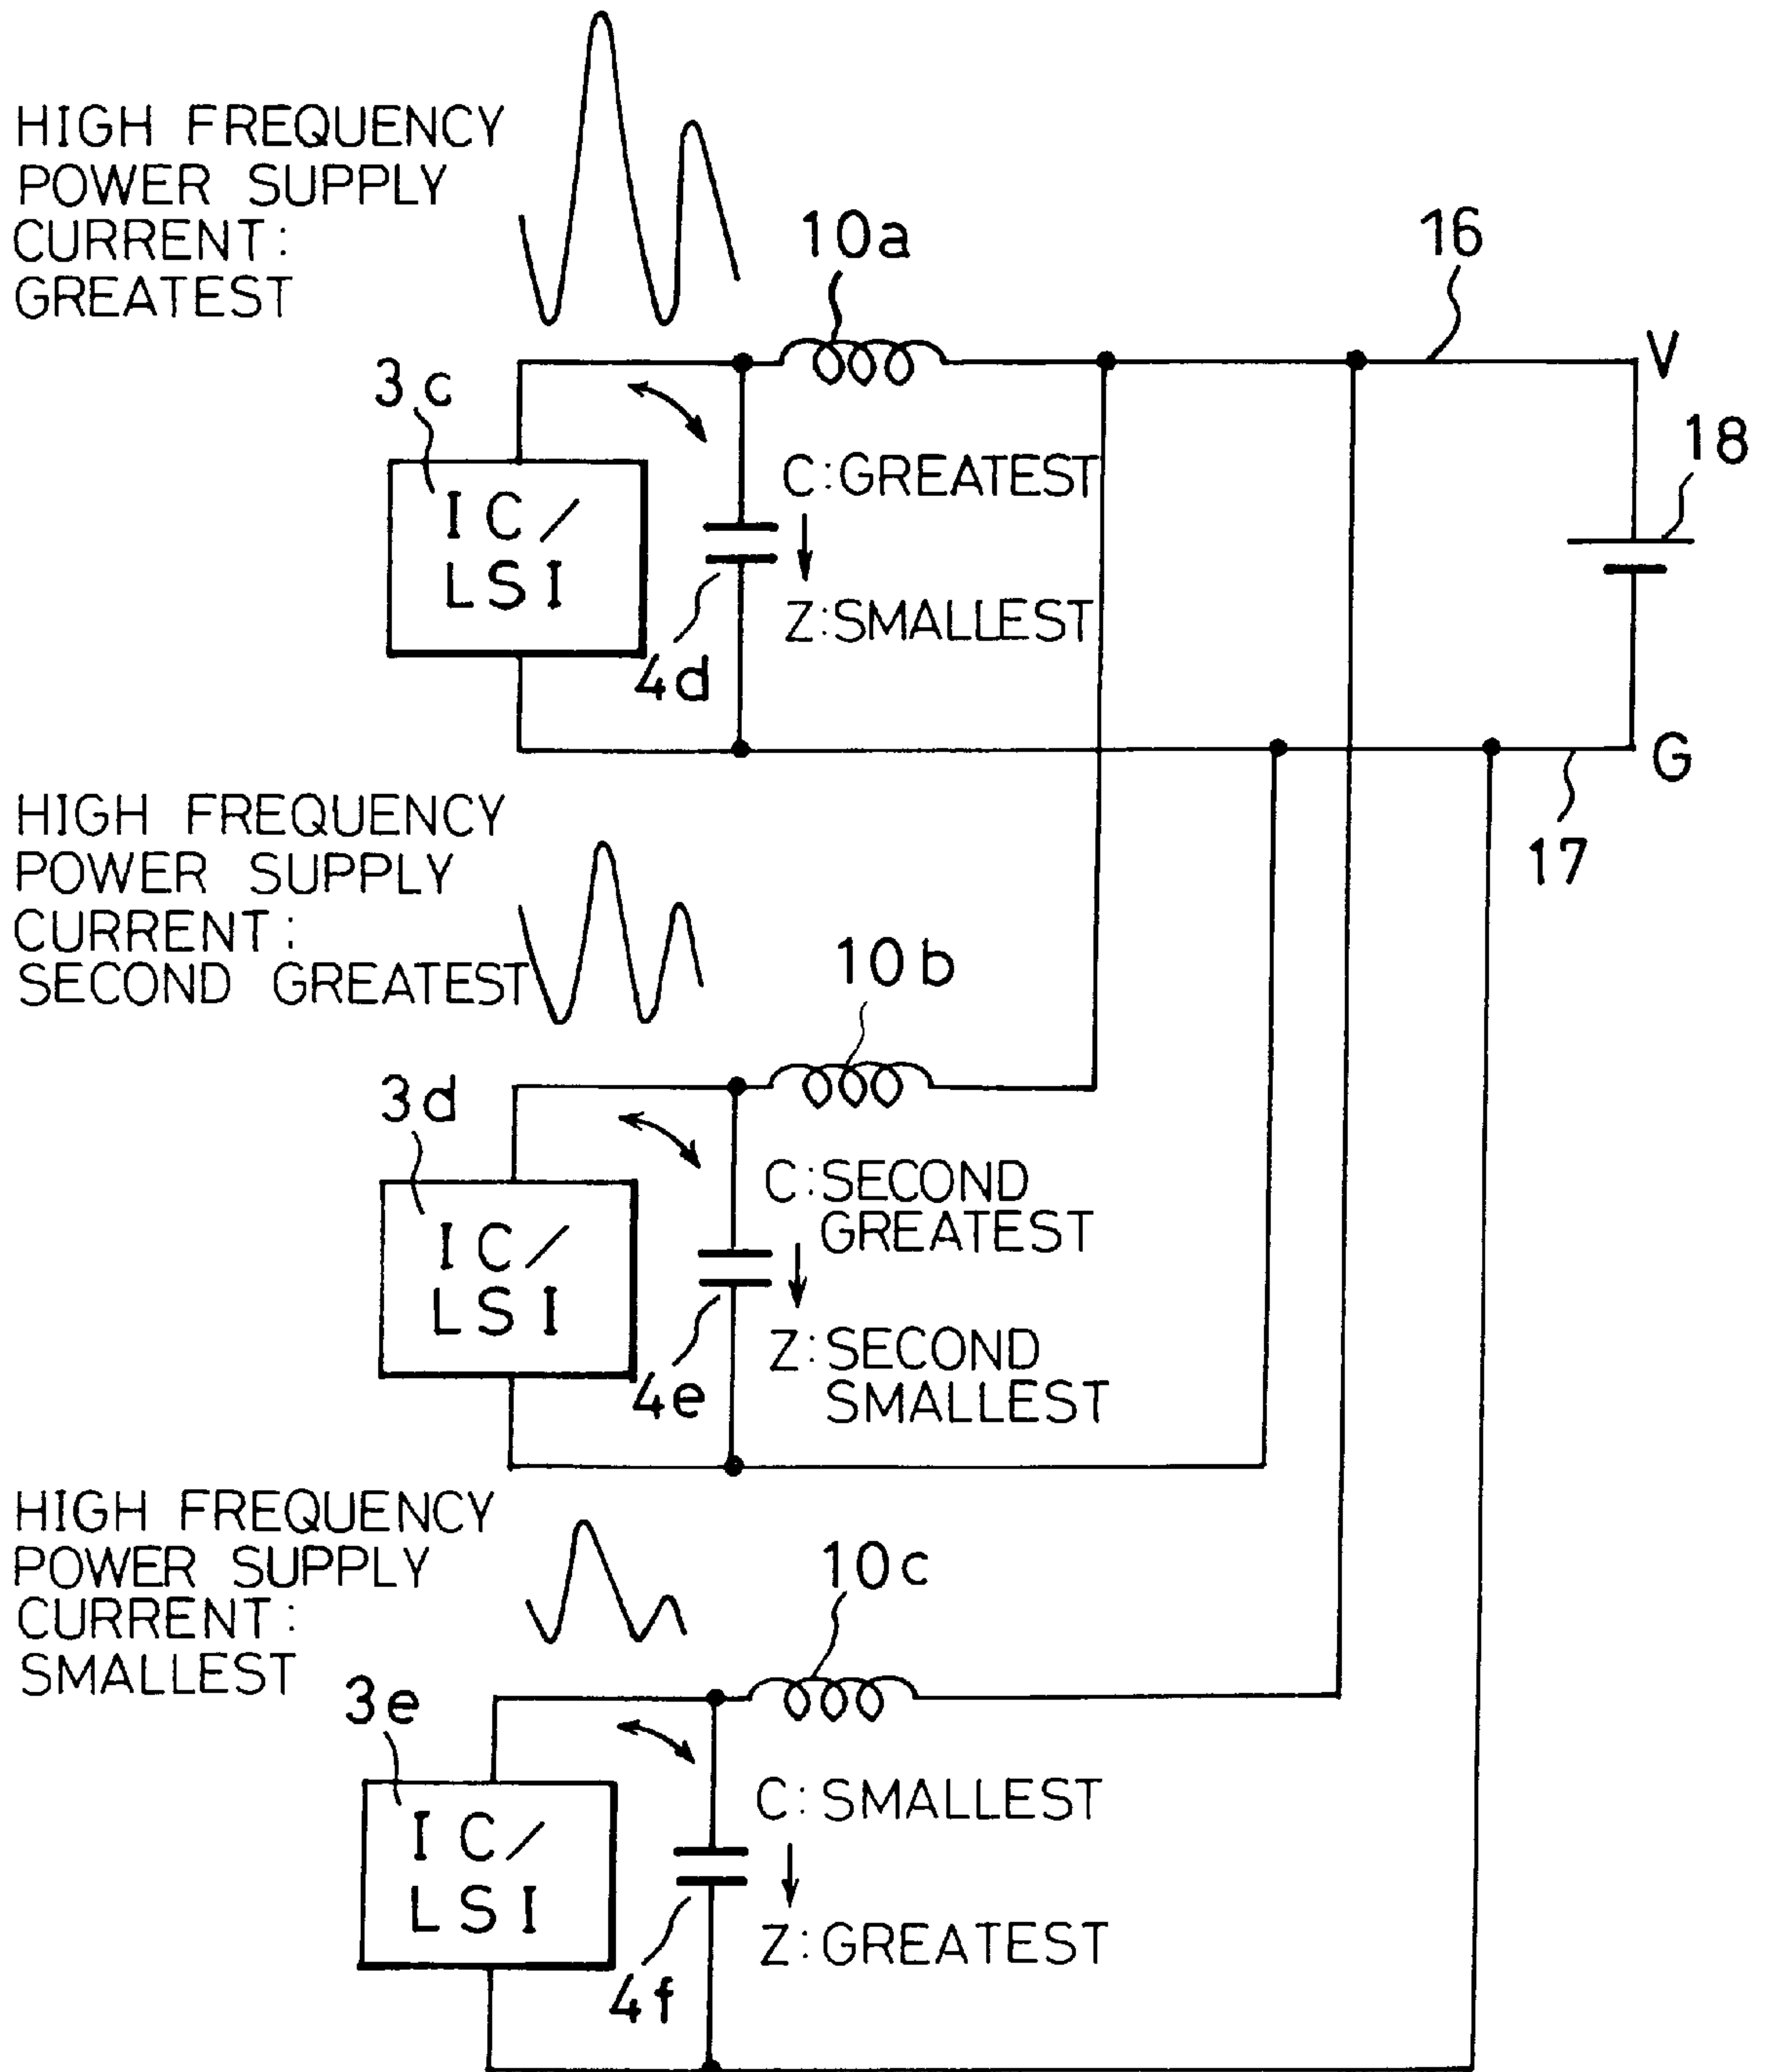 HIGH FREQUENCY
POWER SUPPLY
CURRENT:
GREATEST
10a
16
V
3c
18
C:GREATEST
IC/
LSI
Z:SMALLEST
4d
G
17
HIGH FREQUENCY
POWER SUPPLY
CURRENT:
SECOND GREATEST
10b
3d
C:SECOND
GREATEST
IC/
LSI
Z:SECOND
SMALLEST
4e
HIGH FREQUENCY
POWER SUPPLY
CURRENT:
SMALLEST
10c
3e
C:SMALLEST
IC/
LSI
Z:GREATEST
4f